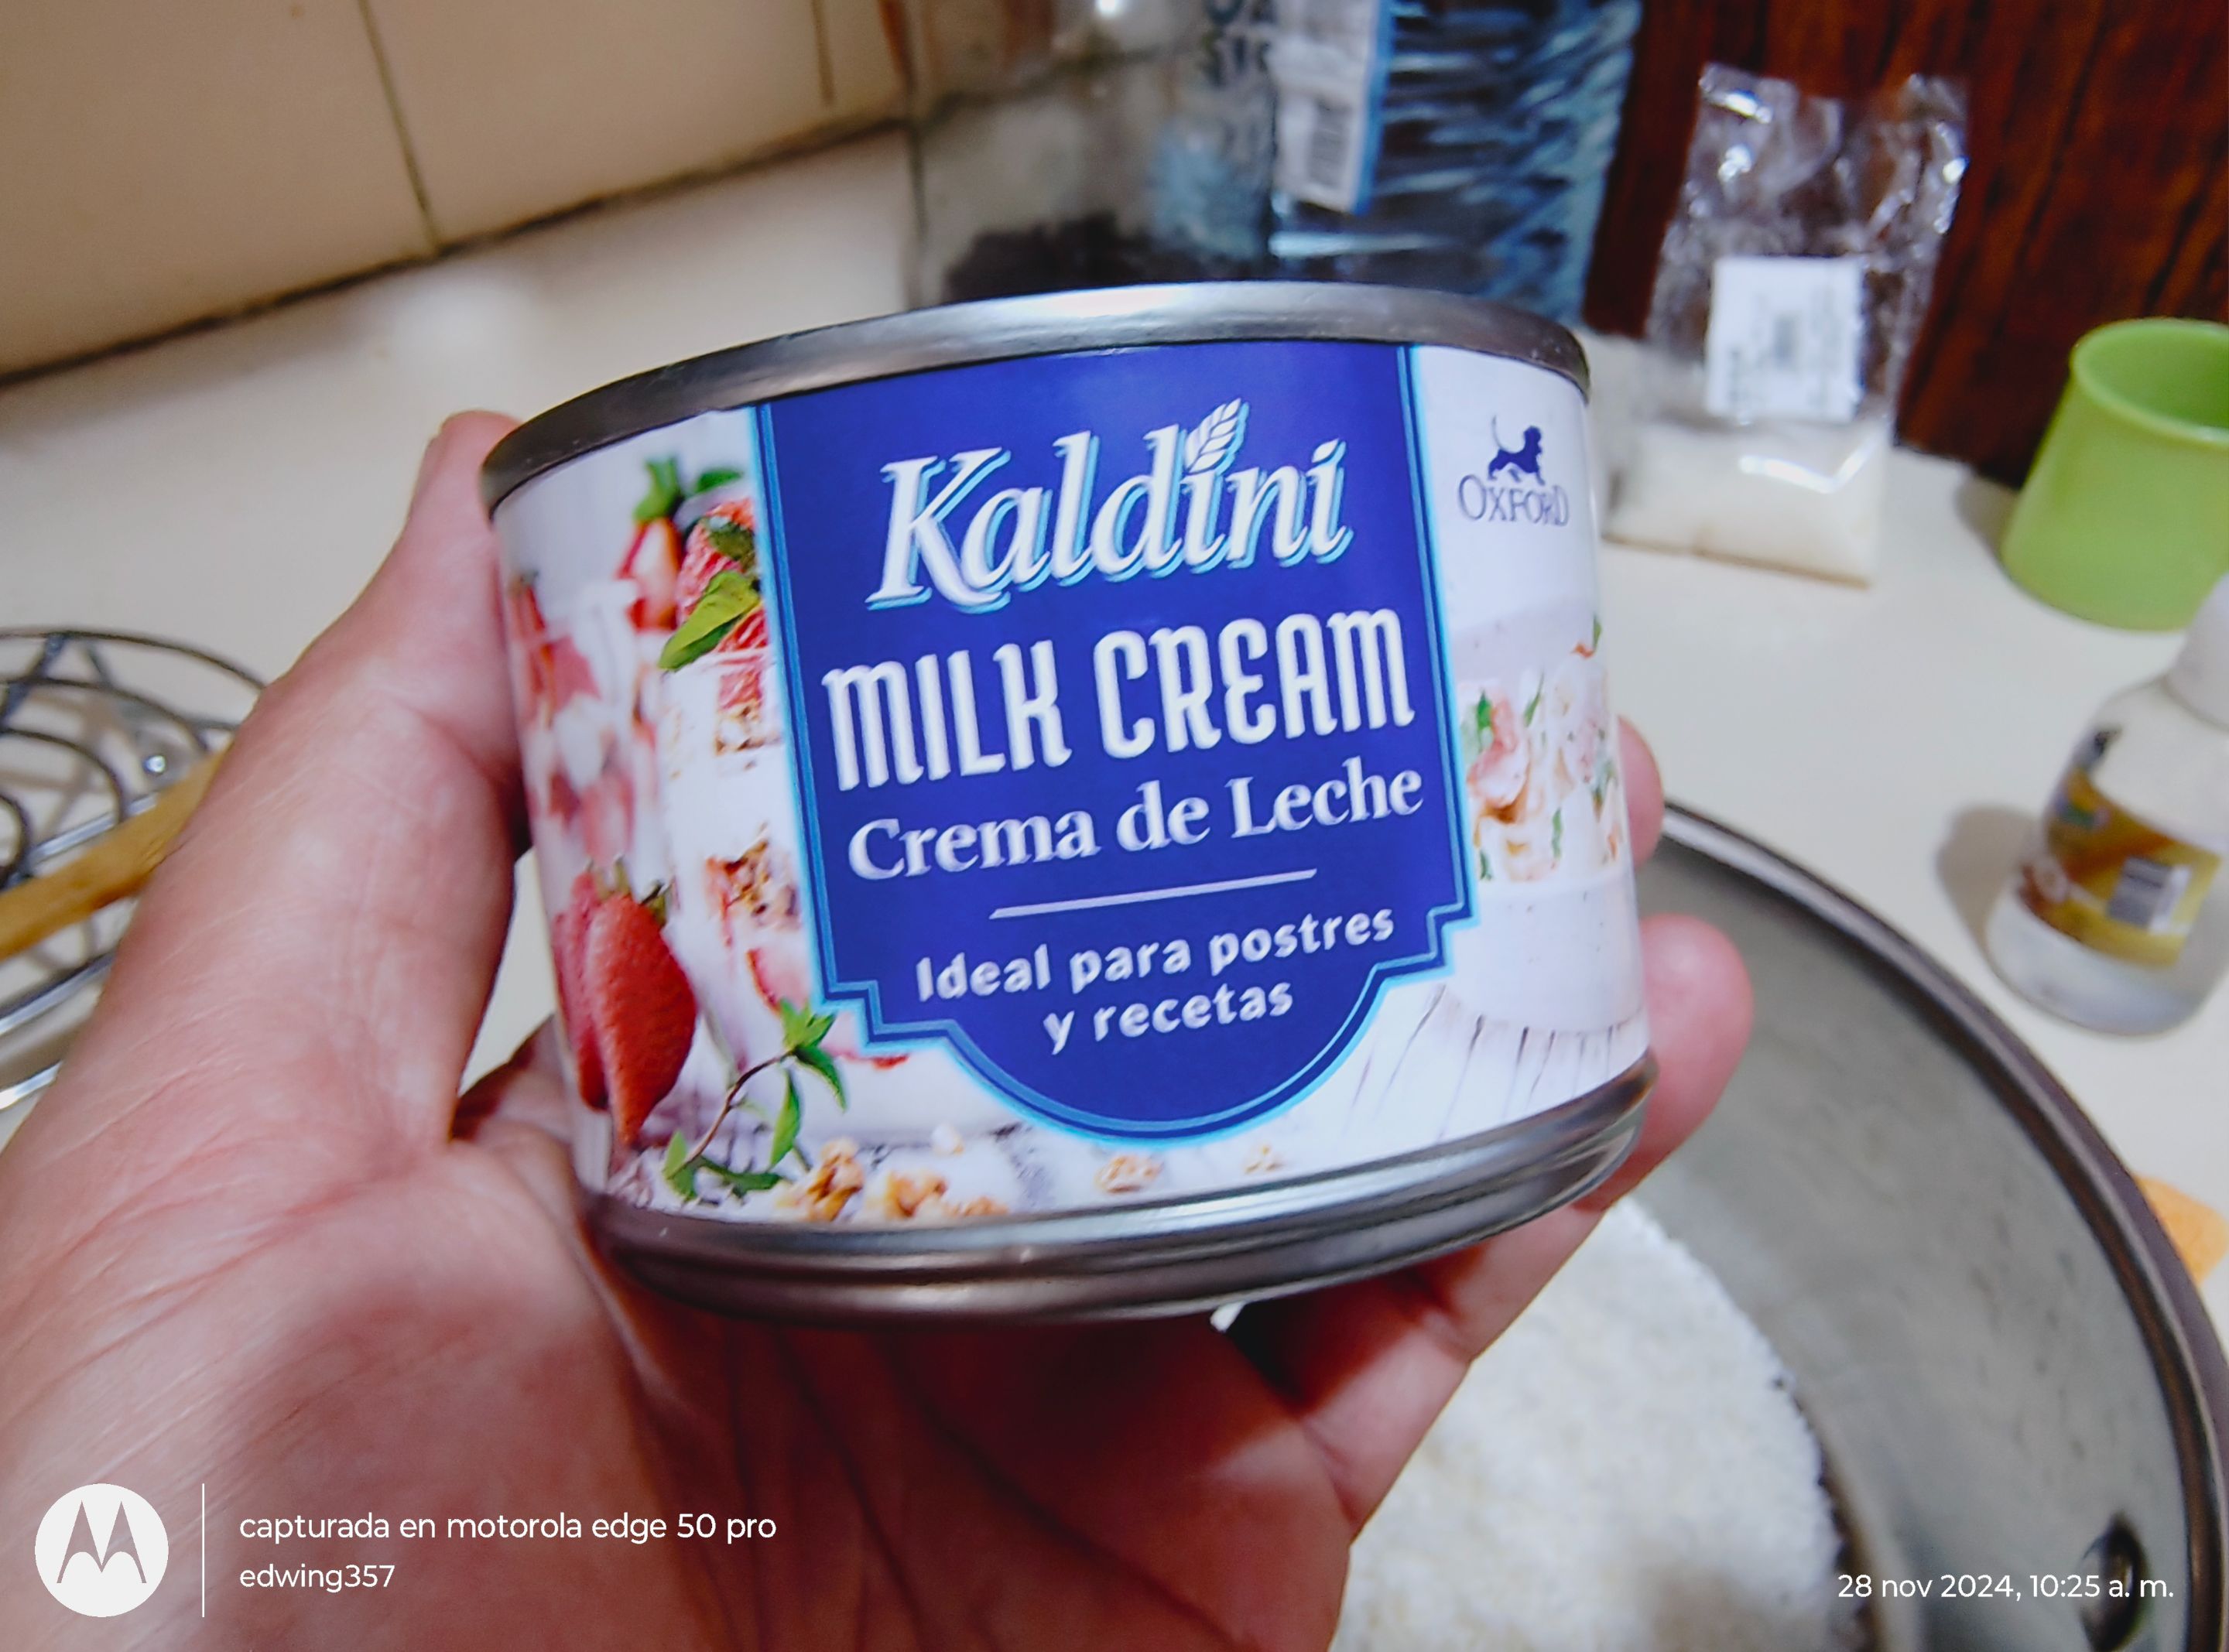 Kaldini
OXFORD
MILK CREAM
Crema de Leche
Ideal para postres
y recetas
capturada en motorola edge 50 pro
edwing357
28 nov 2024, 10:25 a. m.